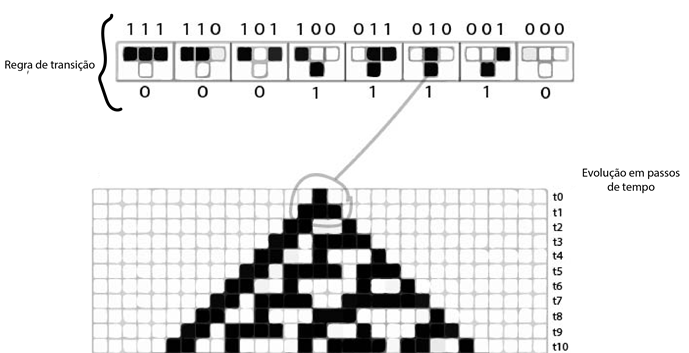 111 110 101 100 011 010 001 000
Regra de transição
0 0 0 1 1 1 1 0
Evolução em passos
de tempo
t0
t1
t2
t3
t4
t5
t6
t7
t8
t9
t10